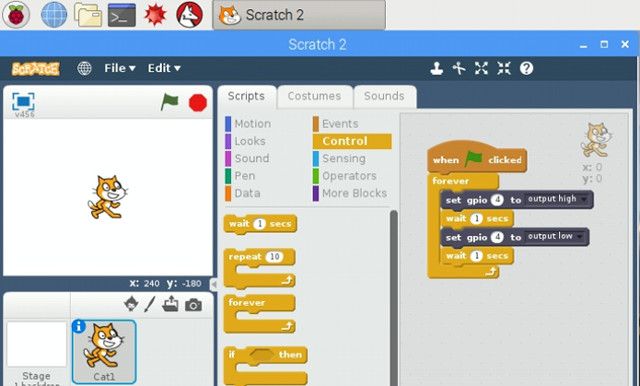 Scratch 2
Scratch 2
SCRATCH
File
Edit
v456
Scripts
Costumes
Sounds
Motion
Events
Looks
Control
Sound
Sensing
Pen
Operators
Data
More Blocks
wait 1 secs
repeat 10
forever
if then
when clicked
forever
set gpio 4 to output high
wait 1 secs
set gpio 4 to output low
wait 1 secs
x: 0
y: 0
x: 240 y: -180
Stage
1 backdrop
Cat1